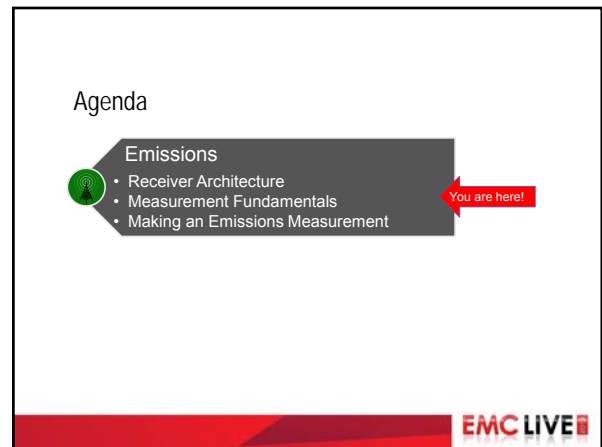 Agenda
Emissions
• Receiver Architecture
• Measurement Fundamentals
• Making an Emissions Measurement
You are here!
EMC LIVE